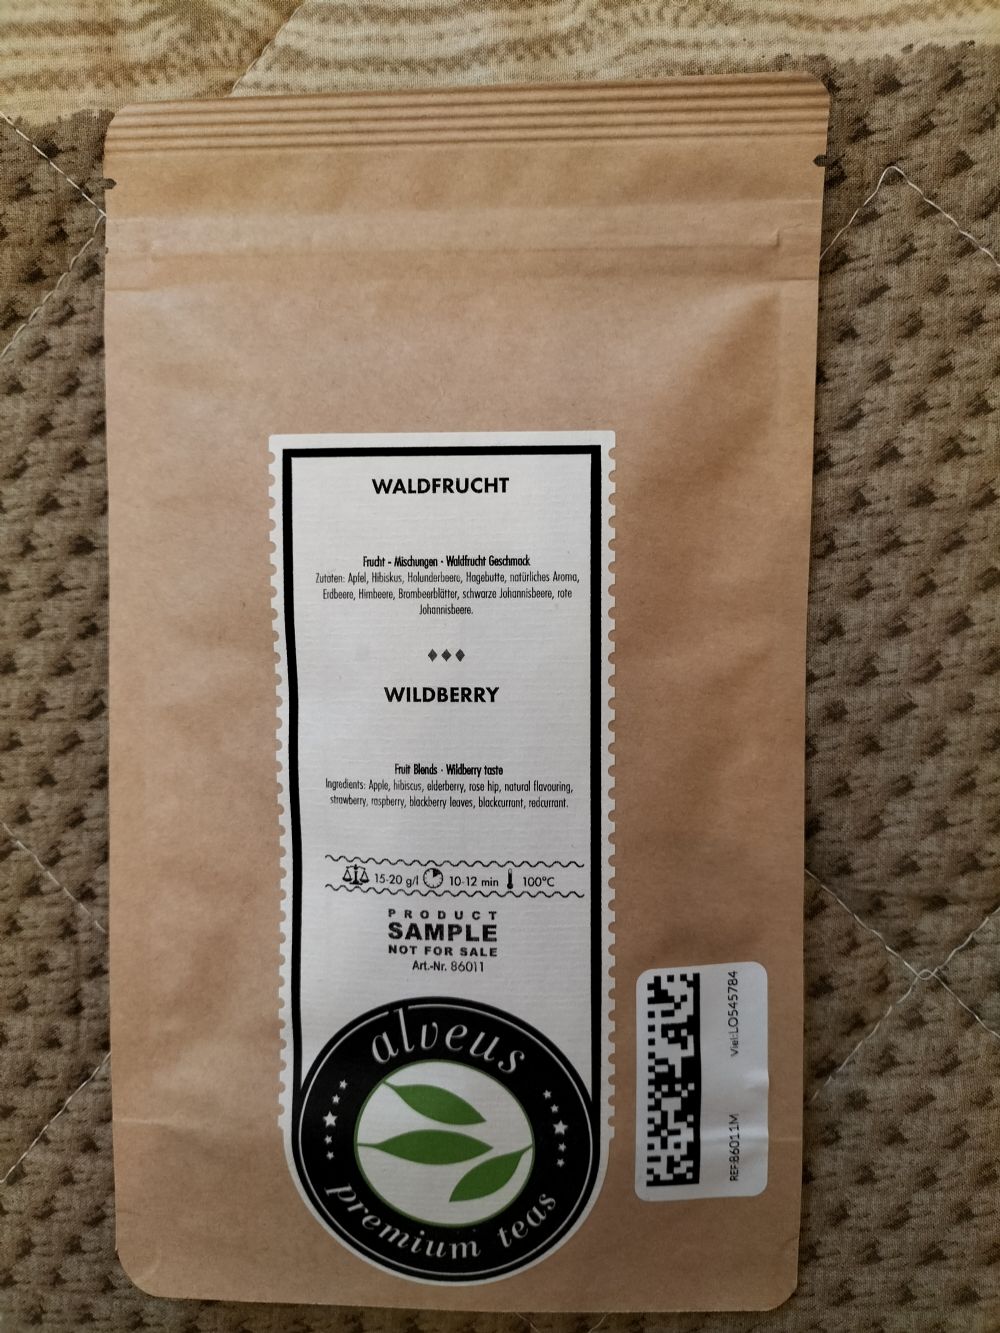 WALDFRUCHT
Frucht - Mischungen · Waldfrucht Geschmack
Zutaten: Apfel, Hibiskus, Holunderbeere, Hagebutte, natürliches Aroma,
Erdbeere, Himbeere, Brombeerblätter, schwarze Johannisbeere, rote
Johannisbeere.
WILDBERRY
Fruit Blends · Wildberry taste
Ingredients: Apple, hibiscus, elderberry, rose hip, natural flavouring,
strawberry, raspberry, blackberry leaves, blackcurrant, redcurrant.
15-20 g/l 10-12 min 100°C
PRODUCT
SAMPLE
NOT FOR SALE
Art.-Nr. 86011
alveus
premium teas
REF:86011M Viel:LO545784